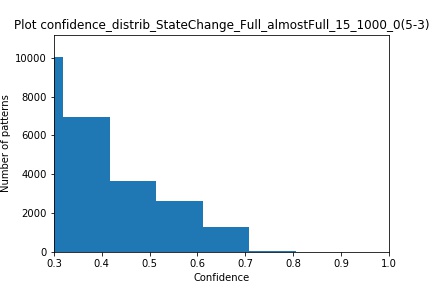 Plot confidence_distrib_StateChange_Full_almostFull_15_1000_0(5-3)
Number of patterns
10000
8000
6000
4000
2000
0
0.3 0.4 0.5 0.6 0.7 0.8 0.9 1.0
Confidence